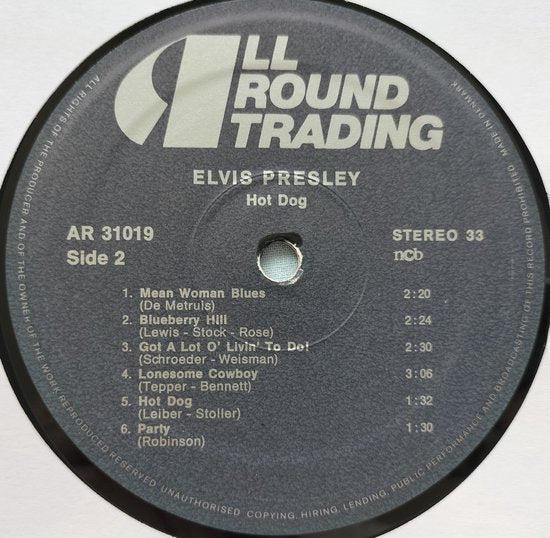 ALL
ROUND
TRADING
ELVIS PRESLEY
Hot Dog
AR 31019
Side 2
STEREO 33
ncb
1. Mean Woman Blues 2:20
(De Metruis)
2. Blueberry Hill 2:24
(Lewis - Stock - Rose)
3. Got A Lot O' Livin' To Do! 2:30
(Schroeder - Weisman)
4. Lonesome Cowboy 3:06
(Tepper - Bennett)
5. Hot Dog 1:32
(Leiber - Stoller)
6. Party 1:30
(Robinson)
ALL RIGHTS OF THE PRODUCER AND OF THE OWNER OF THE WORK REPRODUCED RESERVED. UNAUTHORISED COPYING, HIRING, LENDING, PUBLIC PERFORMANCE AND BROADCASTING OF THIS RECORD PROHIBITED. MADE IN DENMARK